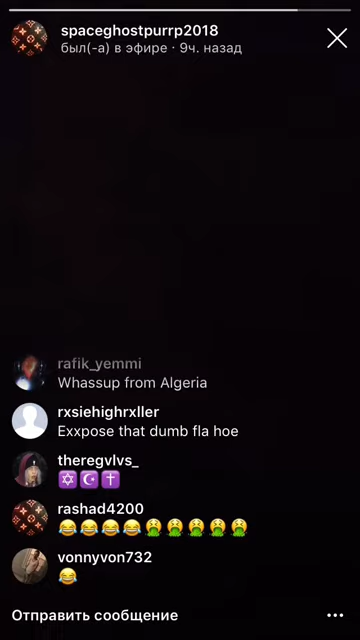 spaceghostpurrp2018
был(-а) в эфире · 9ч. назад
rafik_yemmi
Whassup from Algeria
rxsiehighrxller
Exxpose that dumb fla hoe
theregvlvs_
✡️☪️✝️
rashad4200
😂😂😂😂🤮🤮🤮🤮🤮
vonnyvon732
😂
Отправить сообщение